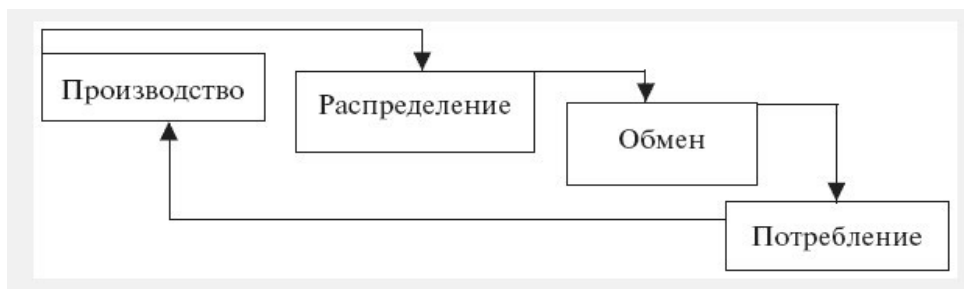 Производство
Распределение
Обмен
Потребление